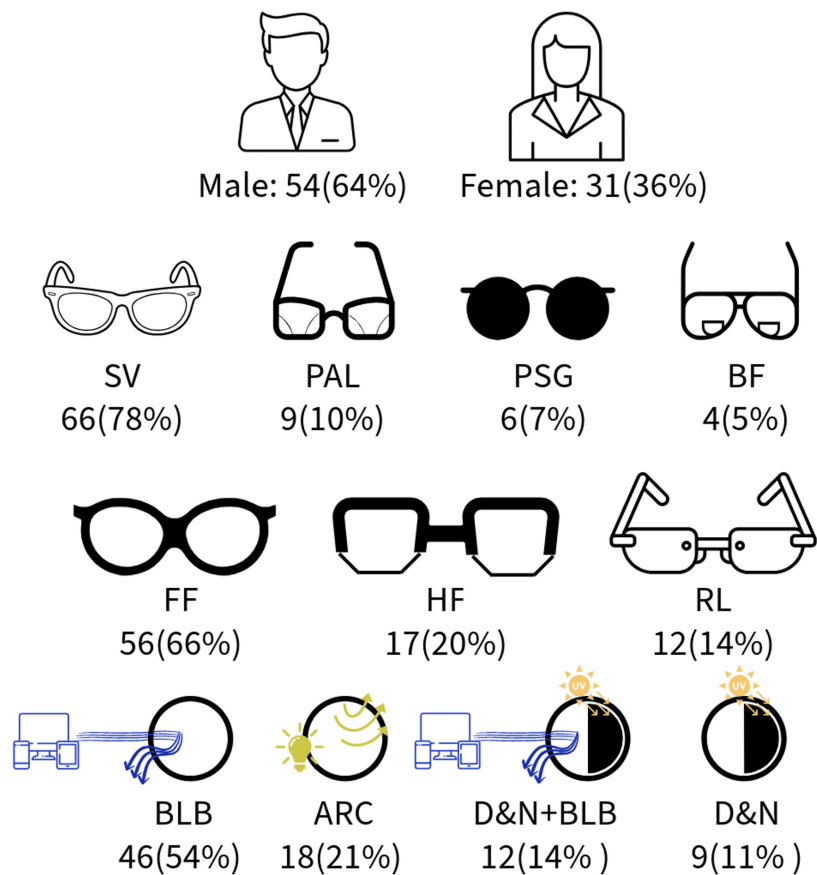 Male: 54(64%) Female: 31(36%)
SV PAL PSG BF
66(78%) 9(10%) 6(7%) 4(5%)
FF HF RL
56(66%) 17(20%) 12(14%)
UV UV
BLB ARC D&N+BLB D&N
46(54%) 18(21%) 12(14% ) 9(11% )